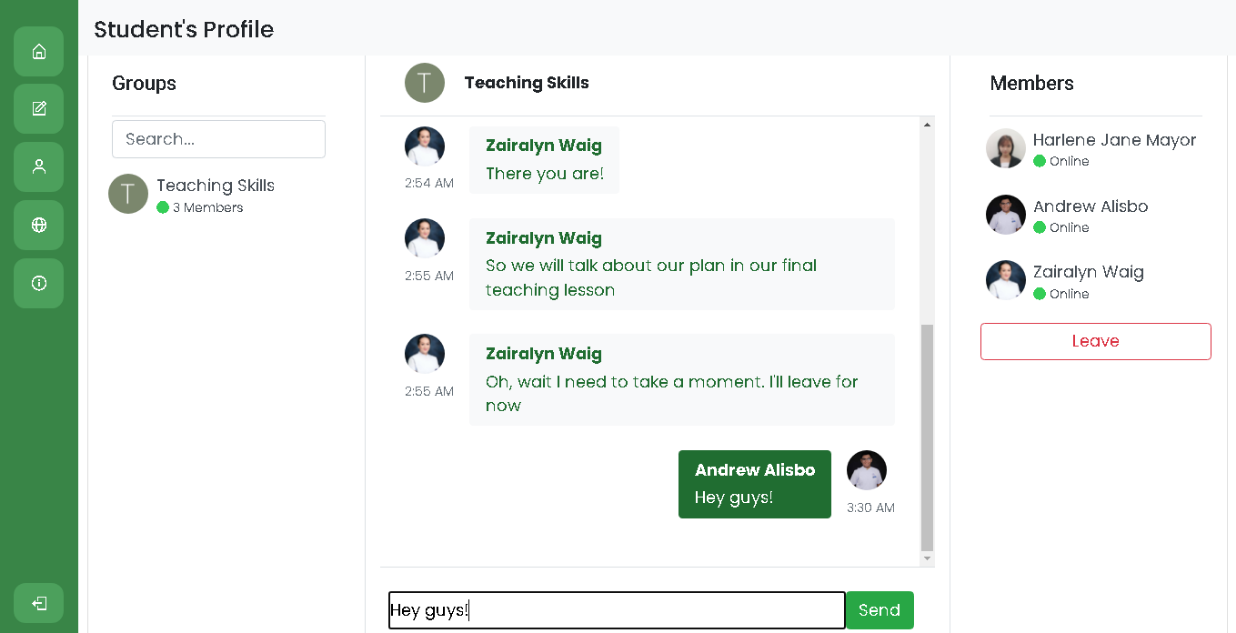 Student's Profile
Groups
Search...
T
Teaching Skills
3 Members
T
Teaching Skills
Zairalyn Waig
There you are!
2:54 AM
Zairalyn Waig
So we will talk about our plan in our final
teaching lesson
2:55 AM
Zairalyn Waig
Oh, wait I need to take a moment. I'll leave for
now
2:55 AM
Andrew Alisbo
Hey guys!
3:30 AM
Hey guys!
Send
Members
Harlene Jane Mayor
Online
Andrew Alisbo
Online
Zairalyn Waig
Online
Leave